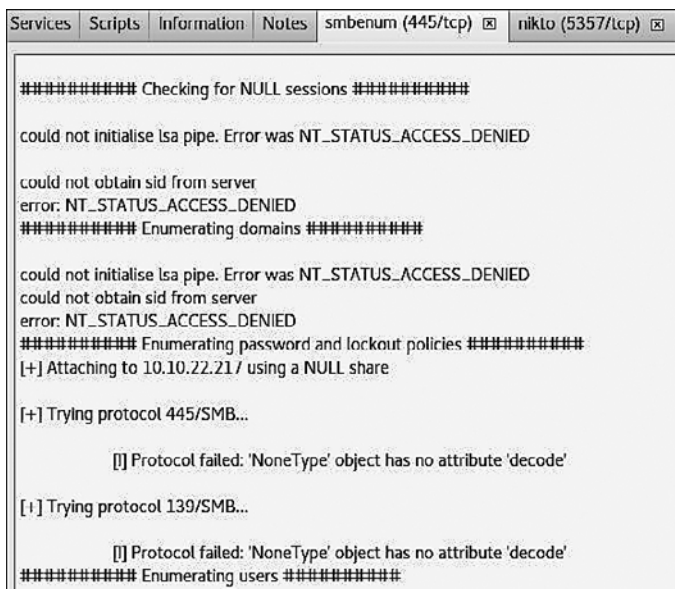 Services Scripts Information Notes smbenum (445/tcp) nikto (5357/tcp)
########## Checking for NULL sessions ##########
could not initialise lsa pipe. Error was NT_STATUS_ACCESS_DENIED
could not obtain sid from server
error: NT_STATUS_ACCESS_DENIED
########## Enumerating domains ##########
could not initialise lsa pipe. Error was NT_STATUS_ACCESS_DENIED
could not obtain sid from server
error: NT_STATUS_ACCESS_DENIED
########## Enumerating password and lockout policies ##########
[+] Attaching to 10.10.22.217 using a NULL share
[+] Trying protocol 445/SMB...
[!] Protocol failed: 'NoneType' object has no attribute 'decode'
[+] Trying protocol 139/SMB...
[!] Protocol failed: 'NoneType' object has no attribute 'decode'
########## Enumerating users ##########